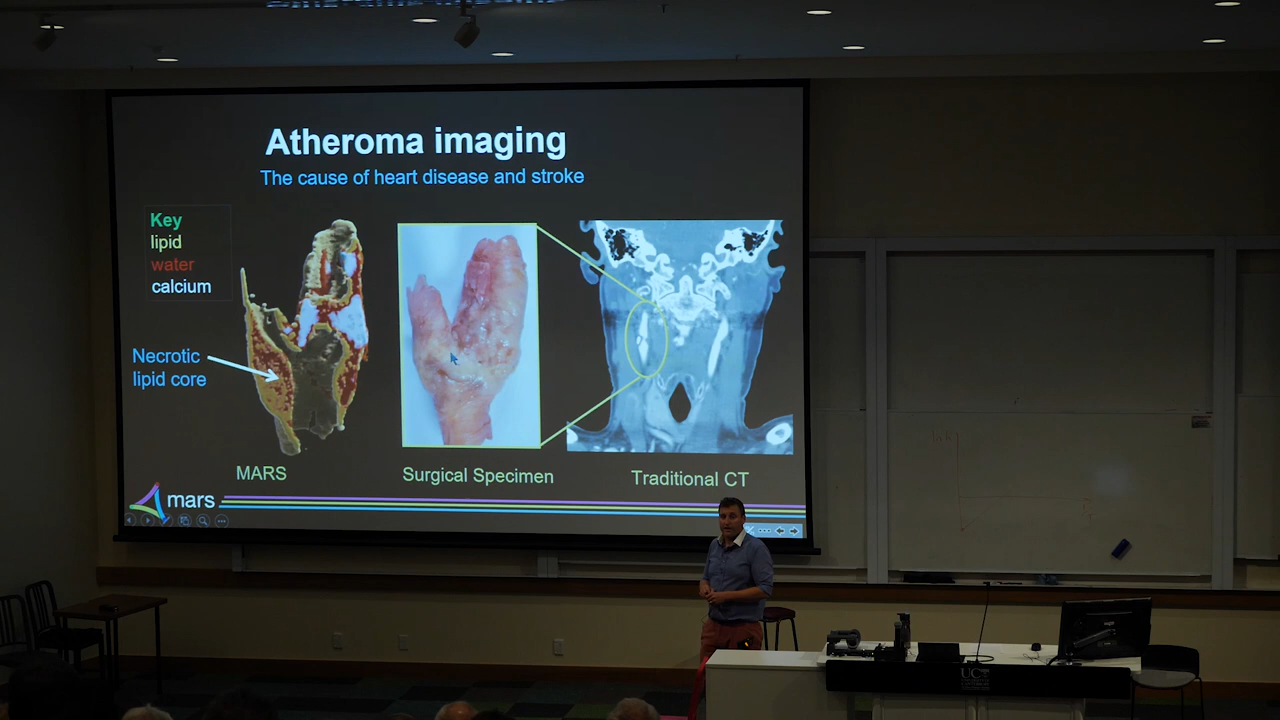 Atheroma imaging
The cause of heart disease and stroke
Key
lipid
water
calcium
Necrotic
lipid core
MARS
Surgical Specimen
Traditional CT
mars
UC